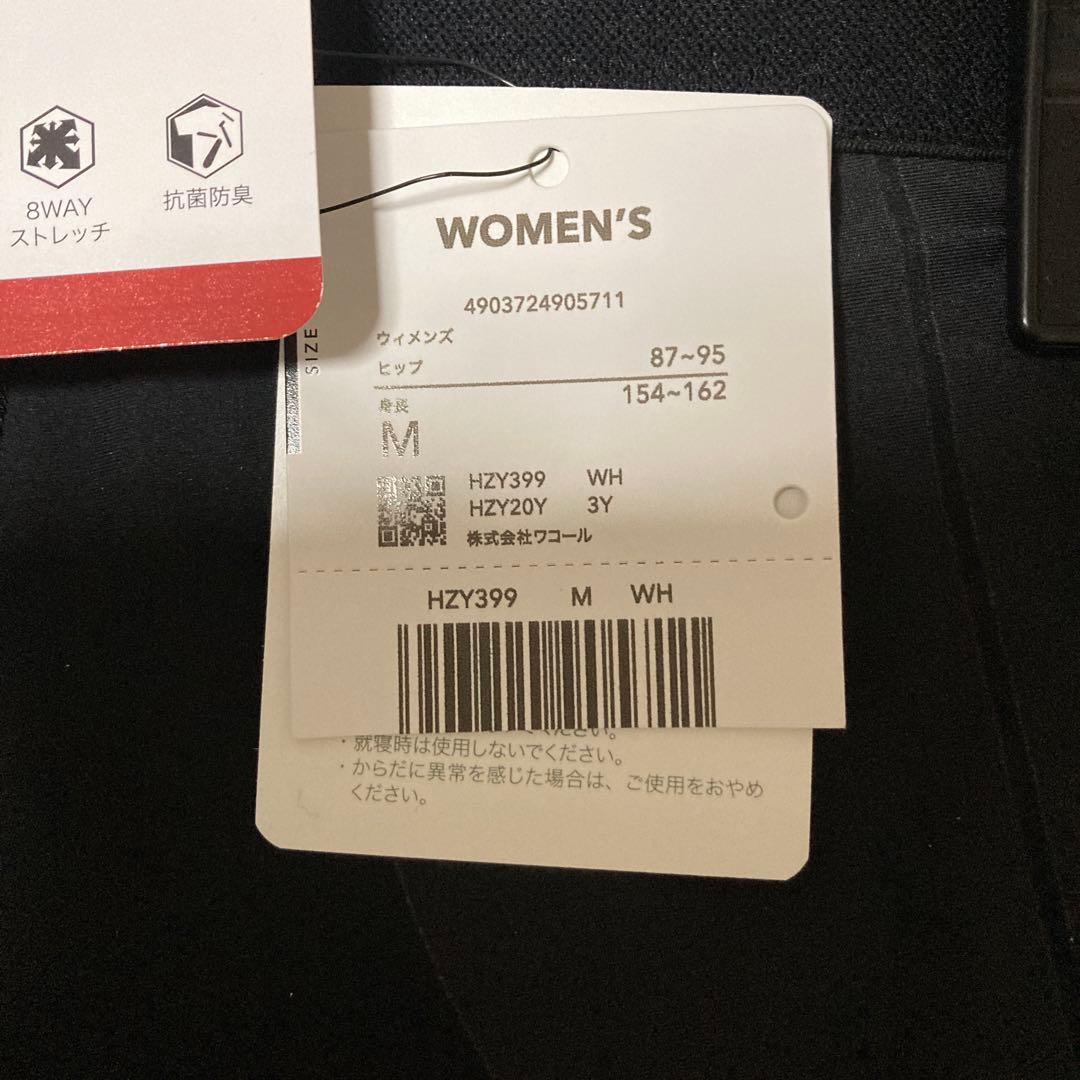 8WAY
ストレッチ
抗菌防臭
WOMEN'S
4903724905711
SIZE
ウィメンズ
ヒップ 87~95
身長 154~162
M
HZY399 WH
HZY20Y 3Y
株式会社ワコール
HZY399 M WH
ください。
・就寝時は使用しないでください。
・からだに異常を感じた場合は、ご使用をおやめ
ください。